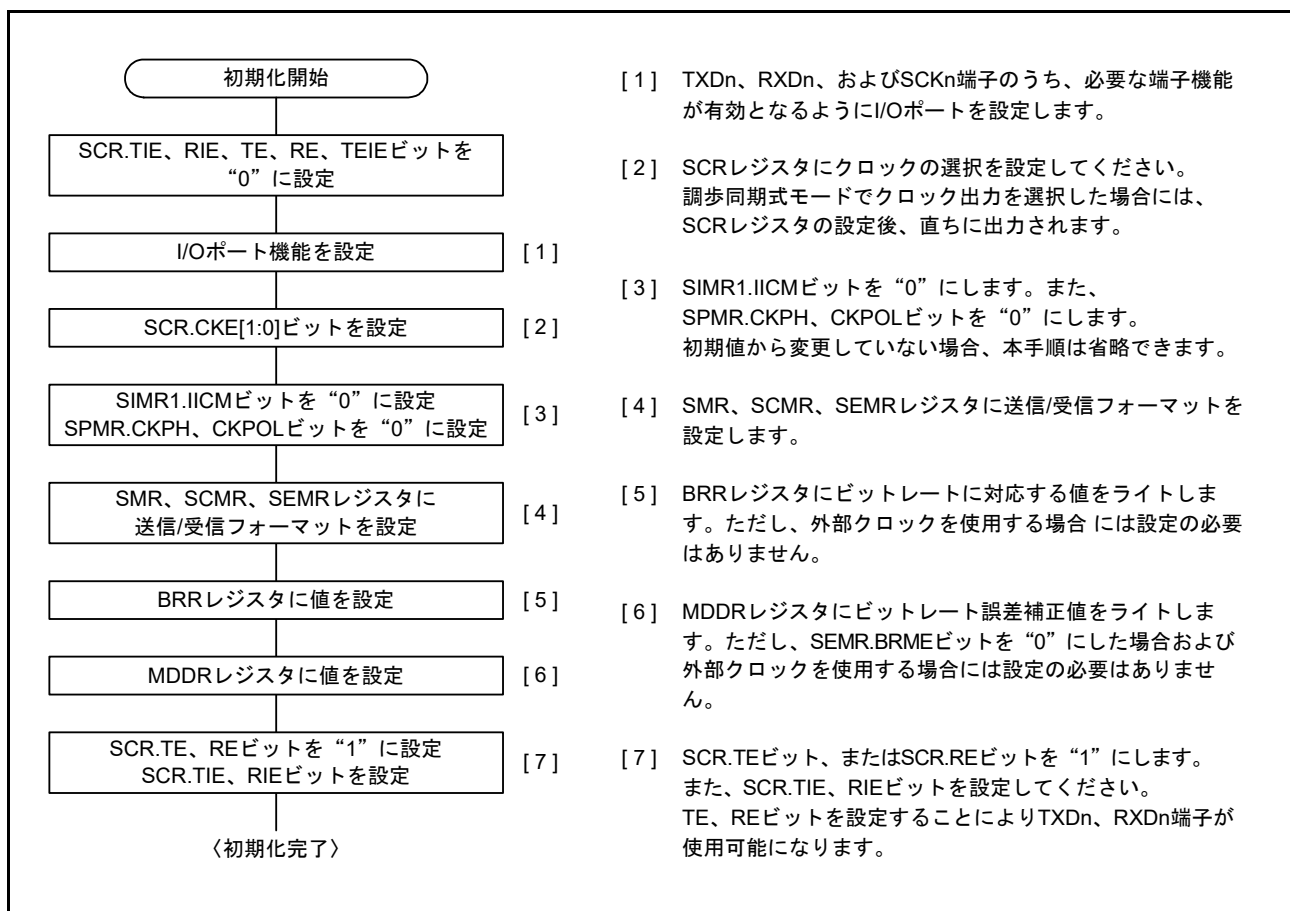 初期化開始
SCR.TIE、RIE、TE、RE、TEIEビットを
“0”に設定
I/Oポート機能を設定
[ 1 ]
SCR.CKE[1:0]ビットを設定
[ 2 ]
SIMR1.IICMビットを“0”に設定
SPMR.CKPH、CKPOLビットを“0”に設定
[ 3 ]
SMR、SCMR、SEMRレジスタに
送信/受信フォーマットを設定
[ 4 ]
BRRレジスタに値を設定
[ 5 ]
MDDRレジスタに値を設定
[ 6 ]
SCR.TE、REビットを“1”に設定
SCR.TIE、RIEビットを設定
[ 7 ]
〈初期化完了〉
[ 1 ] TXDn、RXDn、およびSCKn端子のうち、必要な端子機能
が有効となるようにI/Oポートを設定します。
[ 2 ] SCRレジスタにクロックの選択を設定してください。
調歩同期式モードでクロック出力を選択した場合には、
SCRレジスタの設定後、直ちに出力されます。
[ 3 ] SIMR1.IICMビットを“0”にします。また、
SPMR.CKPH、CKPOLビットを“0”にします。
初期値から変更していない場合、本手順は省略できます。
[ 4 ] SMR、SCMR、SEMRレジスタに送信/受信フォーマットを
設定します。
[ 5 ] BRRレジスタにビットレートに対応する値をライトしま
す。ただし、外部クロックを使用する場合 には設定の必要
はありません。
[ 6 ] MDDRレジスタにビットレート誤差補正値をライトしま
す。ただし、SEMR.BRMEビットを“0”にした場合および
外部クロックを使用する場合には設定の必要はありませ
ん。
[ 7 ] SCR.TEビット、またはSCR.REビットを“1”にします。
また、SCR.TIE、RIEビットを設定してください。
TE、REビットを設定することによりTXDn、RXDn端子が
使用可能になります。